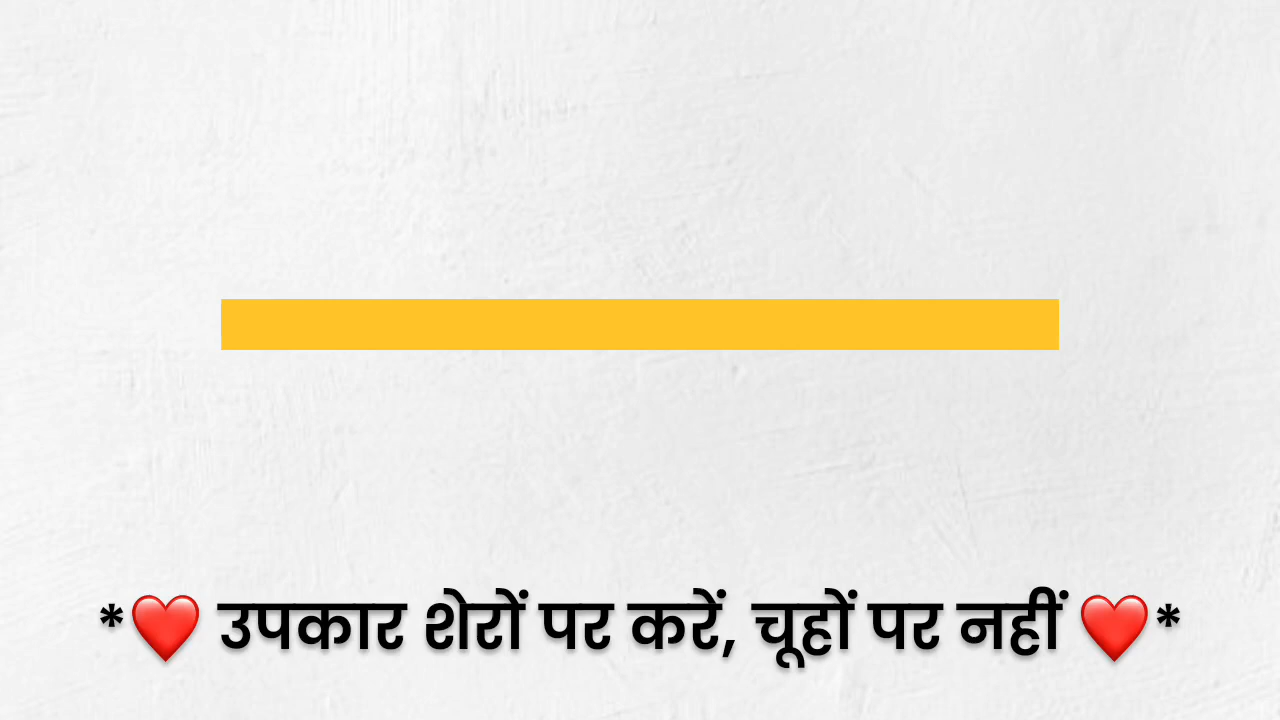 *❤️ उपकार शेरों पर करें, चूहों पर नहीं ❤️*